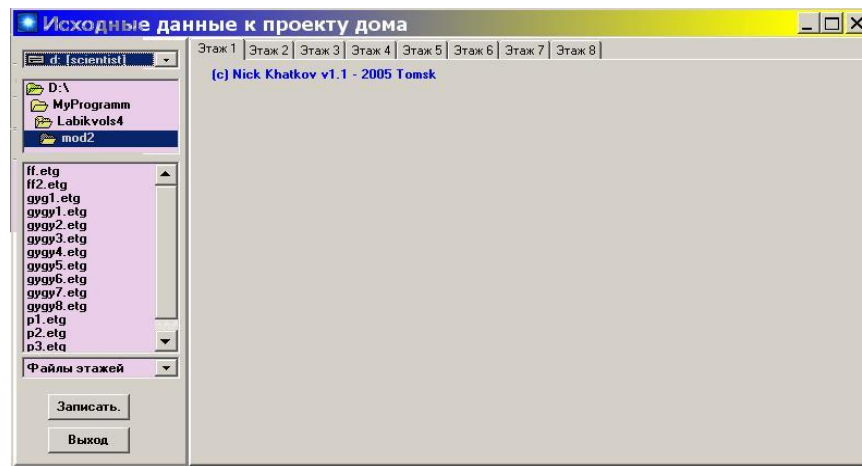 Исходные данные к проекту дома
d: [scientist]
Этаж 1 Этаж 2 Этаж 3 Этаж 4 Этаж 5 Этаж 6 Этаж 7 Этаж 8
(c) Nick Khatkov v1.1 - 2005 Tomsk
D:\
MyProgramm
Labikvols4
mod2
ff.etg
ff2.etg
gyg1.etg
gygy1.etg
gygy2.etg
gygy3.etg
gygy4.etg
gygy5.etg
gygy6.etg
gygy7.etg
gygy8.etg
p1.etg
p2.etg
p3.etg
Файлы этажей
Записать.
Выход